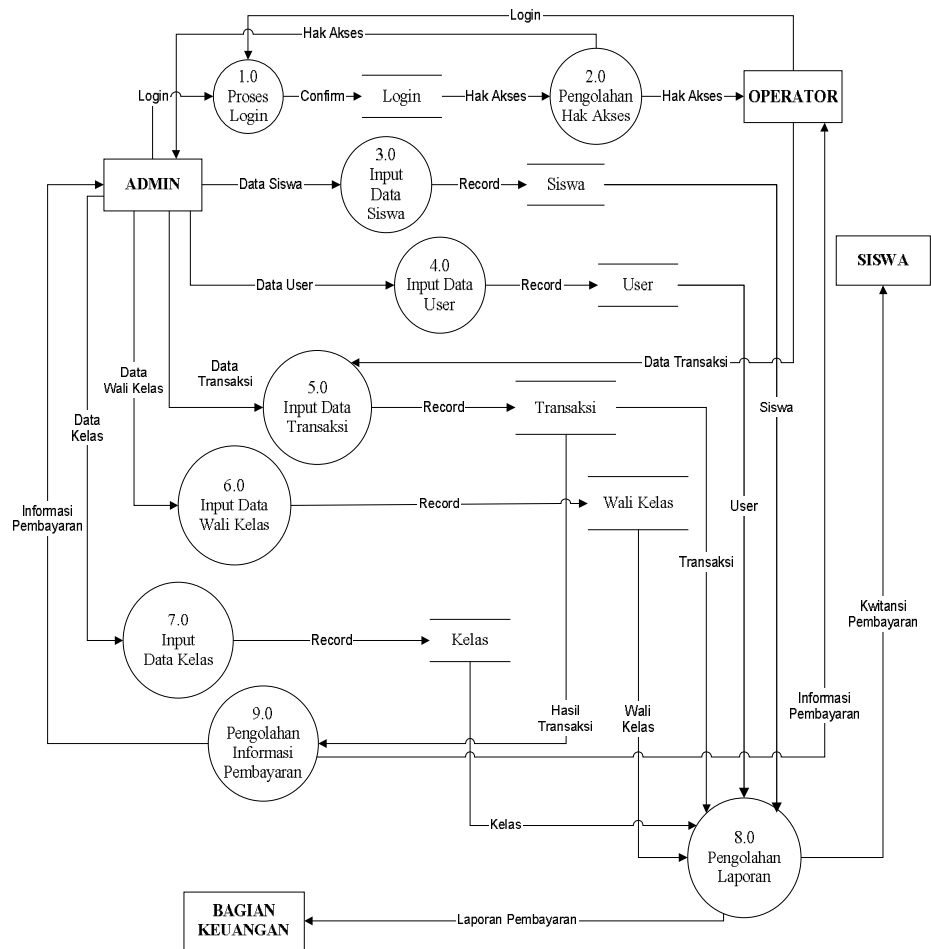 Login
Hak Akses
1.0
Proses
Login
Login
Confirm
Login
Hak Akses
2.0
Pengolahan
Hak Akses
Hak Akses
OPERATOR
ADMIN
Data Siswa
3.0
Input
Data
Siswa
Record
Siswa
SISWA
Data User
4.0
Input Data
User
Record
User
Data
Wali Kelas
Data
Transaksi
Data Transaksi
5.0
Input Data
Transaksi
Record
Transaksi
Siswa
Data
Kelas
6.0
Input Data
Wali Kelas
Record
Wali Kelas
User
Informasi
Pembayaran
Transaksi
Kwitansi
Pembayaran
7.0
Input
Data Kelas
Record
Kelas
Hasil
Transaksi
Wali
Kelas
Informasi
Pembayaran
9.0
Pengolahan
Informasi
Pembayaran
Kelas
8.0
Pengolahan
Laporan
BAGIAN
KEUANGAN
Laporan Pembayaran